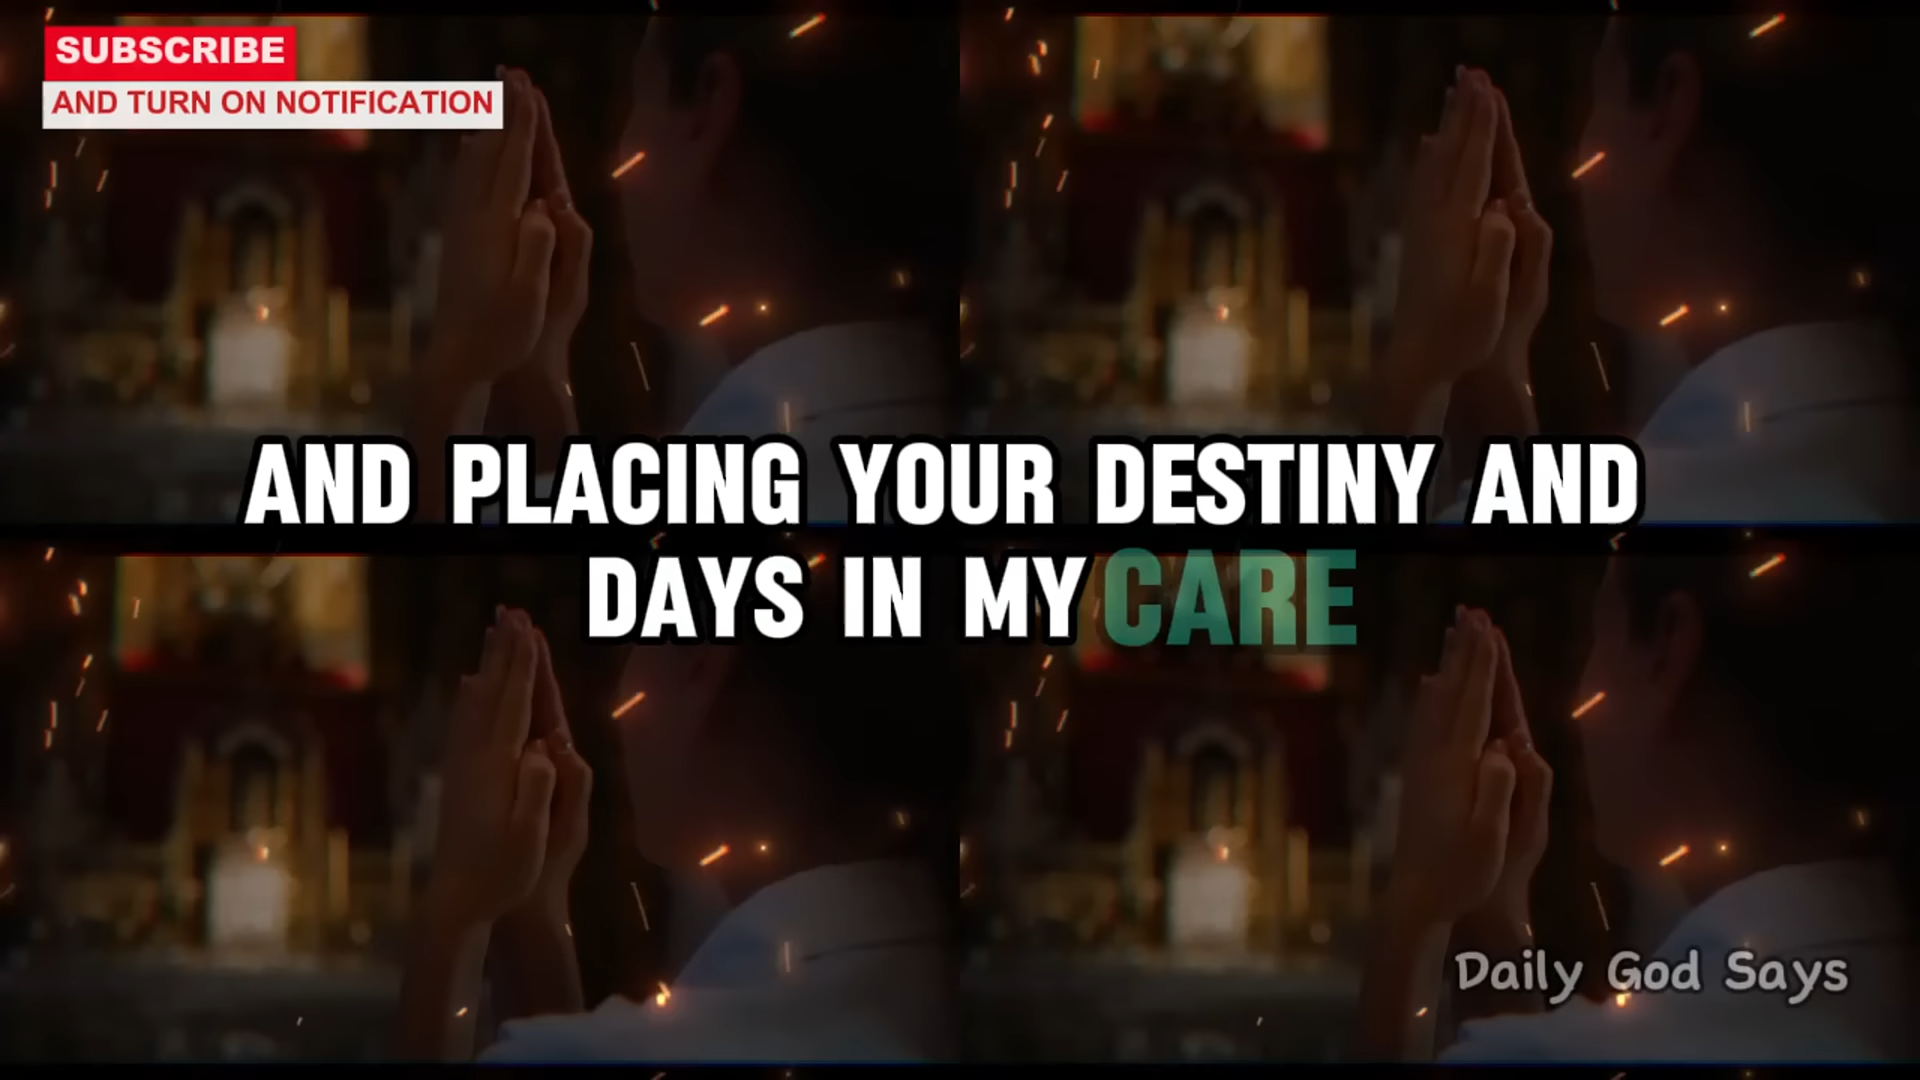 SUBSCRIBE
AND TURN ON NOTIFICATION
AND PLACING YOUR DESTINY AND
DAYS IN MY CARE
Daily God Says